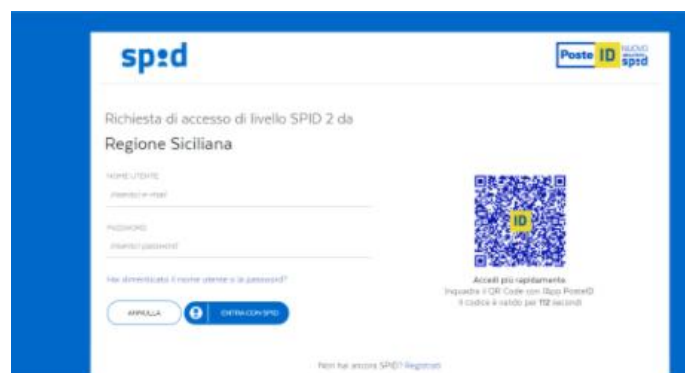 spid
Poste ID NUOVO spid
Richiesta di accesso di livello SPID 2 da
Regione Siciliana
NOME UTENTE
inserisci e-mail
PASSWORD
inserisci password
Hai dimenticato il nome utente o la password?
ANNULLA
ENTRA CON SPID
ID
Accedi più rapidamente
Inquadra il QR Code con l'App PosteID
Il codice è valido per 112 secondi
Non hai ancora SPID? Registrati